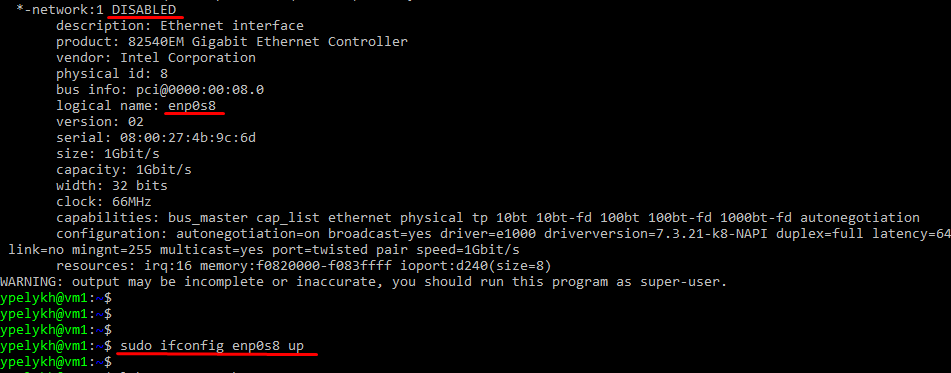 *-network:1 DISABLED
description: Ethernet interface
product: 82540EM Gigabit Ethernet Controller
vendor: Intel Corporation
physical id: 8
bus info: pci@0000:00:08.0
logical name: enp0s8
version: 02
serial: 08:00:27:4b:9c:6d
size: 1Gbit/s
capacity: 1Gbit/s
width: 32 bits
clock: 66MHz
capabilities: bus_master cap_list ethernet physical tp 10bt 10bt-fd 100bt 100bt-fd 1000bt-fd autonegotiation
configuration: autonegotiation=on broadcast=yes driver=e1000 driverversion=7.3.21-k8-NAPI duplex=full latency=64
link=no mingnt=255 multicast=yes port=twisted pair speed=1Gbit/s
resources: irq:16 memory:f0820000-f083ffff ioport:d240(size=8)
WARNING: output may be incomplete or inaccurate, you should run this program as super-user.
ypelykh@vm1:~$
ypelykh@vm1:~$
ypelykh@vm1:~$
ypelykh@vm1:~$ sudo ifconfig enp0s8 up
ypelykh@vm1:~$